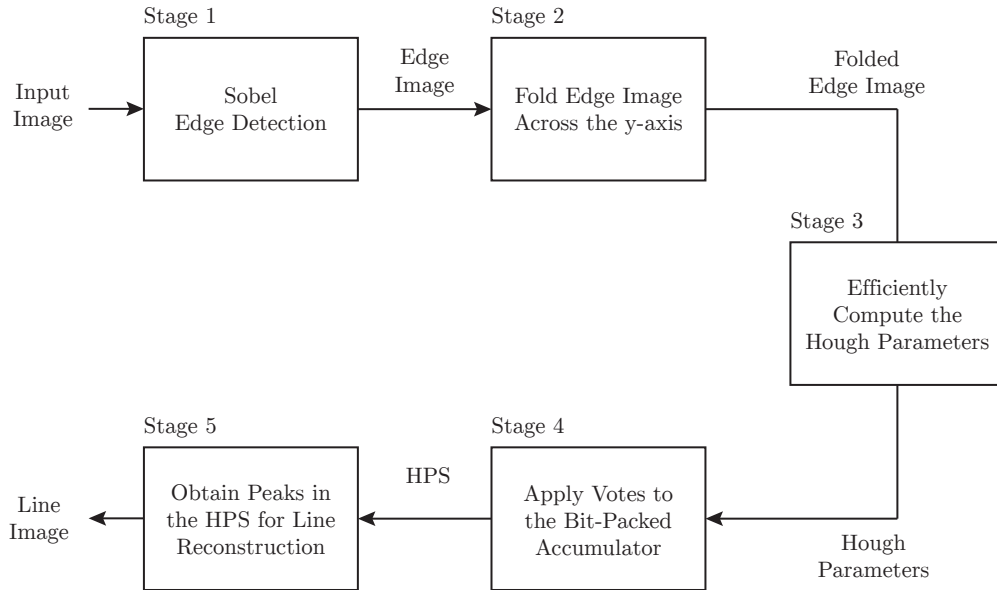 Stage 1
Input
Image
Sobel
Edge Detection
Edge
Image
Stage 2
Fold Edge Image
Across the y-axis
Folded
Edge Image
Stage 3
Efficiently
Compute the
Hough Parameters
Hough
Parameters
Stage 4
Apply Votes to
the Bit-Packed
Accumulator
HPS
Stage 5
Obtain Peaks in
the HPS for Line
Reconstruction
Line
Image